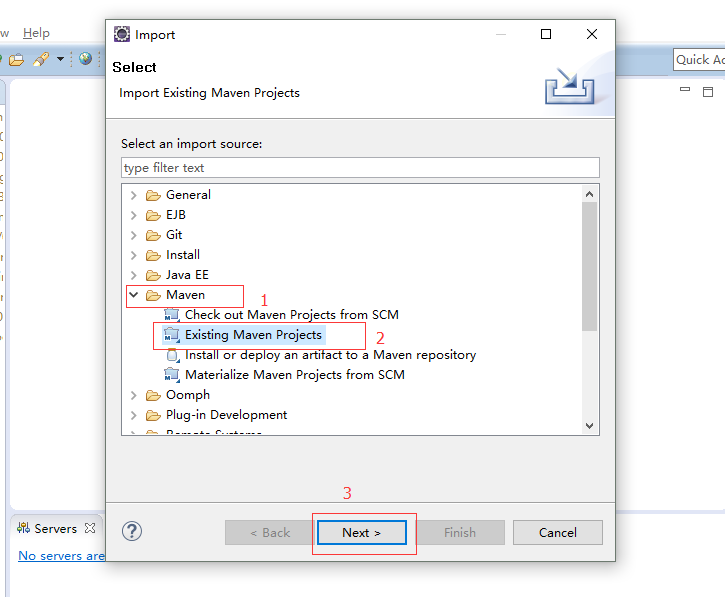 Help
Import
Select
Import Existing Maven Projects
Quick Ac
Select an import source:
type filter text
General
EJB
Git
Install
Java EE
Maven
1
Check out Maven Projects from SCM
Existing Maven Projects
2
Install or deploy an artifact to a Maven repository
Materialize Maven Projects from SCM
Oomph
Plug-in Development
Remote Systems
3
Servers
< Back
Next >
Finish
Cancel
No servers are